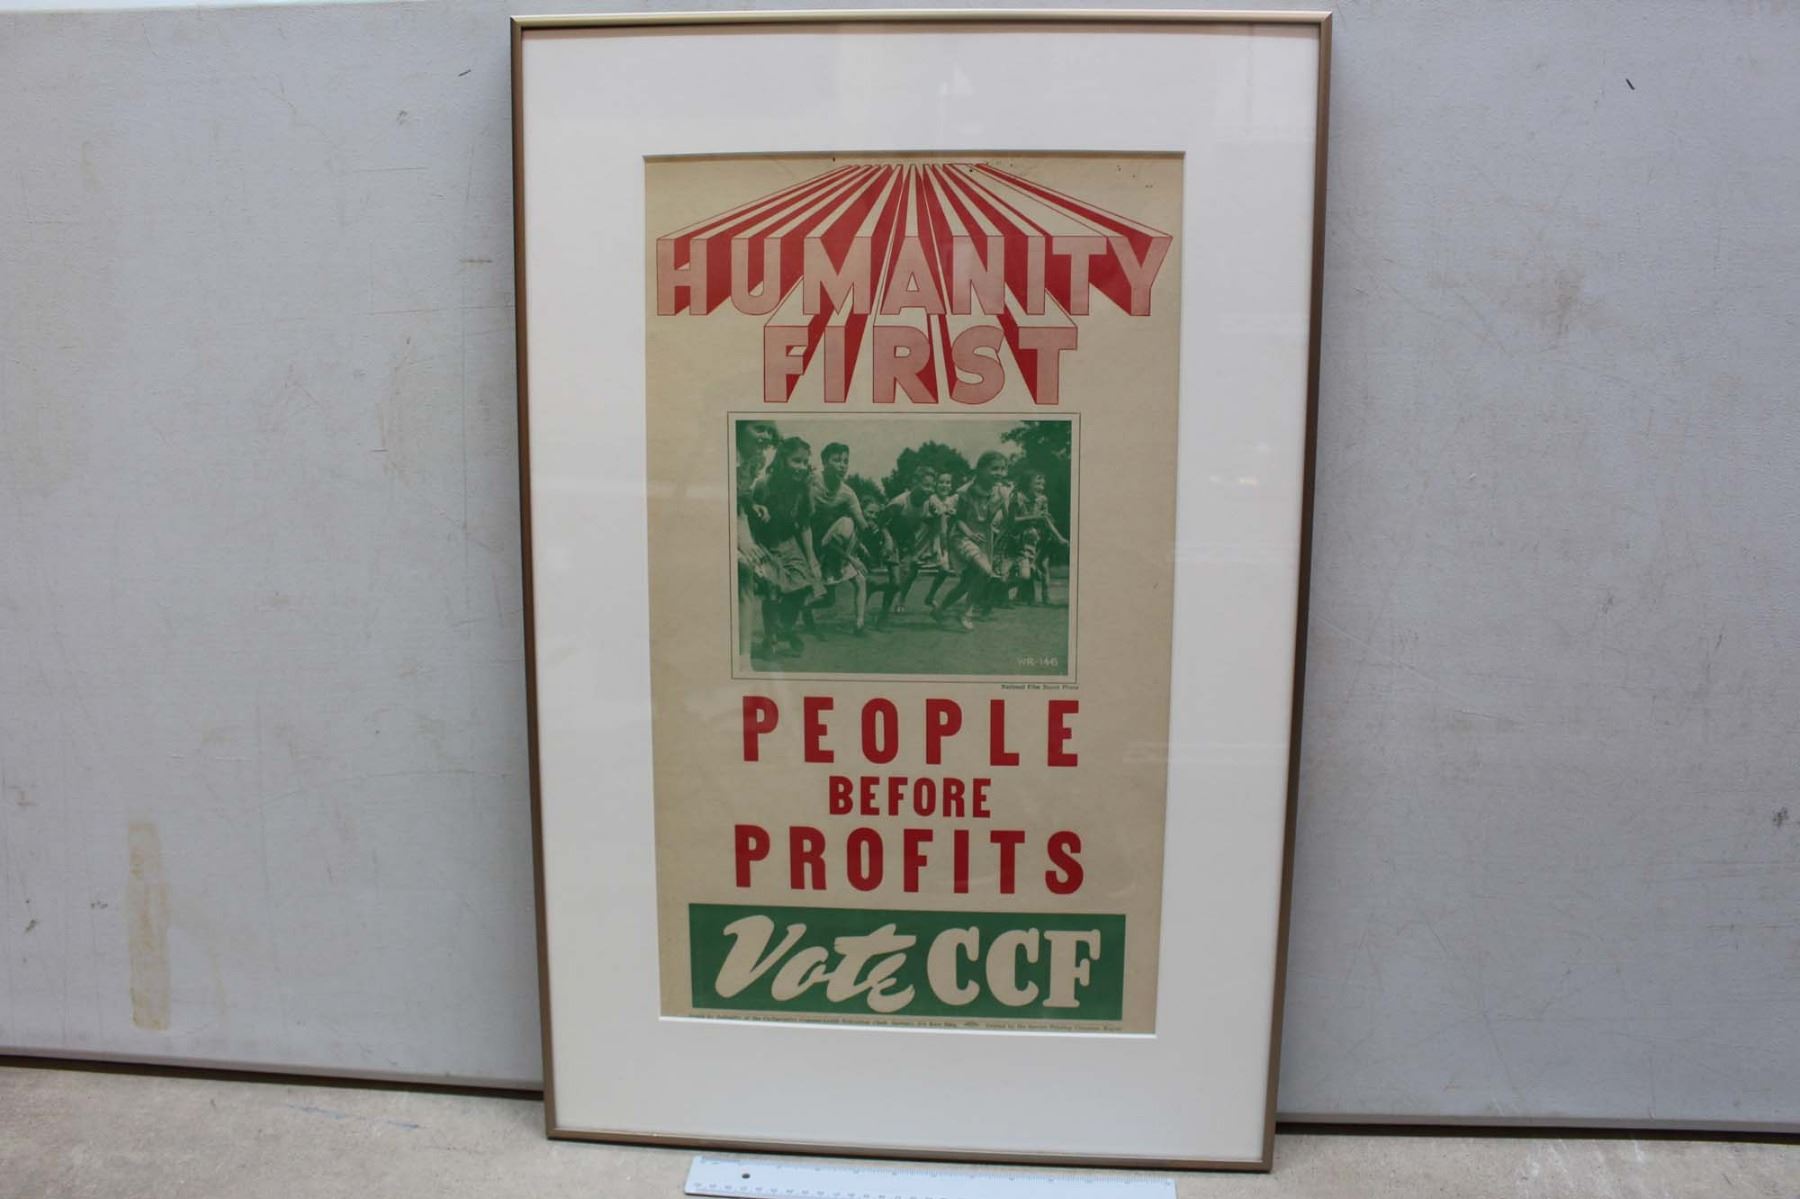 HUMANITY
FIRST
WR-146
National Film Board Photo
PEOPLE
BEFORE
PROFITS
Vote CCF